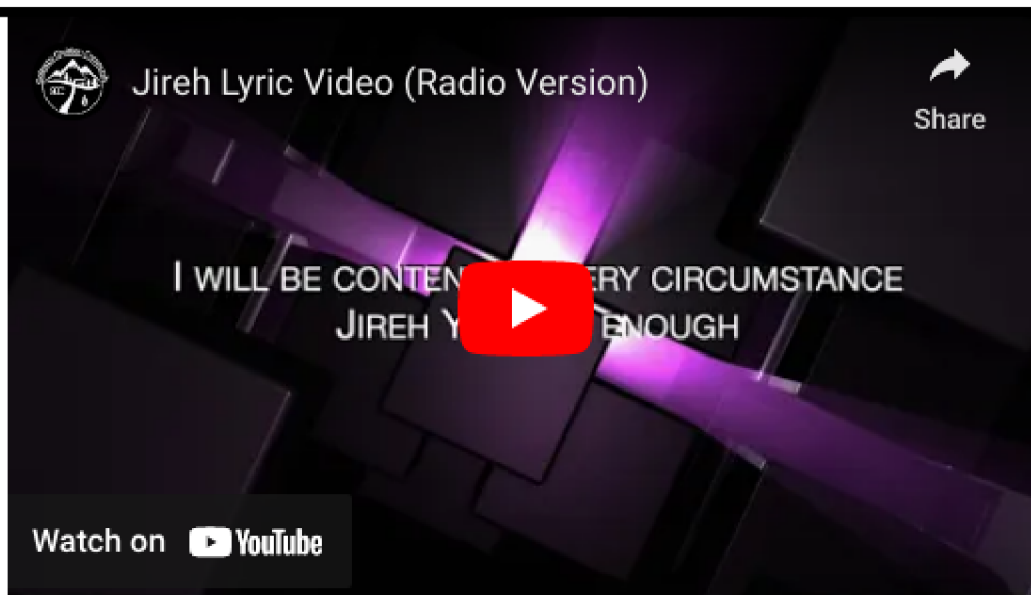 Jireh Lyric Video (Radio Version)
Share
I WILL BE CONTEN ERY CIRCUMSTANCE
JIREH Y ENOUGH
Watch on YouTube